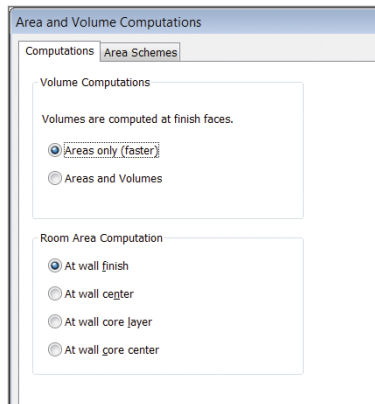 Area and Volume Computations
Computations Area Schemes
Volume Computations
Volumes are computed at finish faces.
Areas only (faster)
Areas and Volumes
Room Area Computation
At wall finish
At wall center
At wall core layer
At wall core center